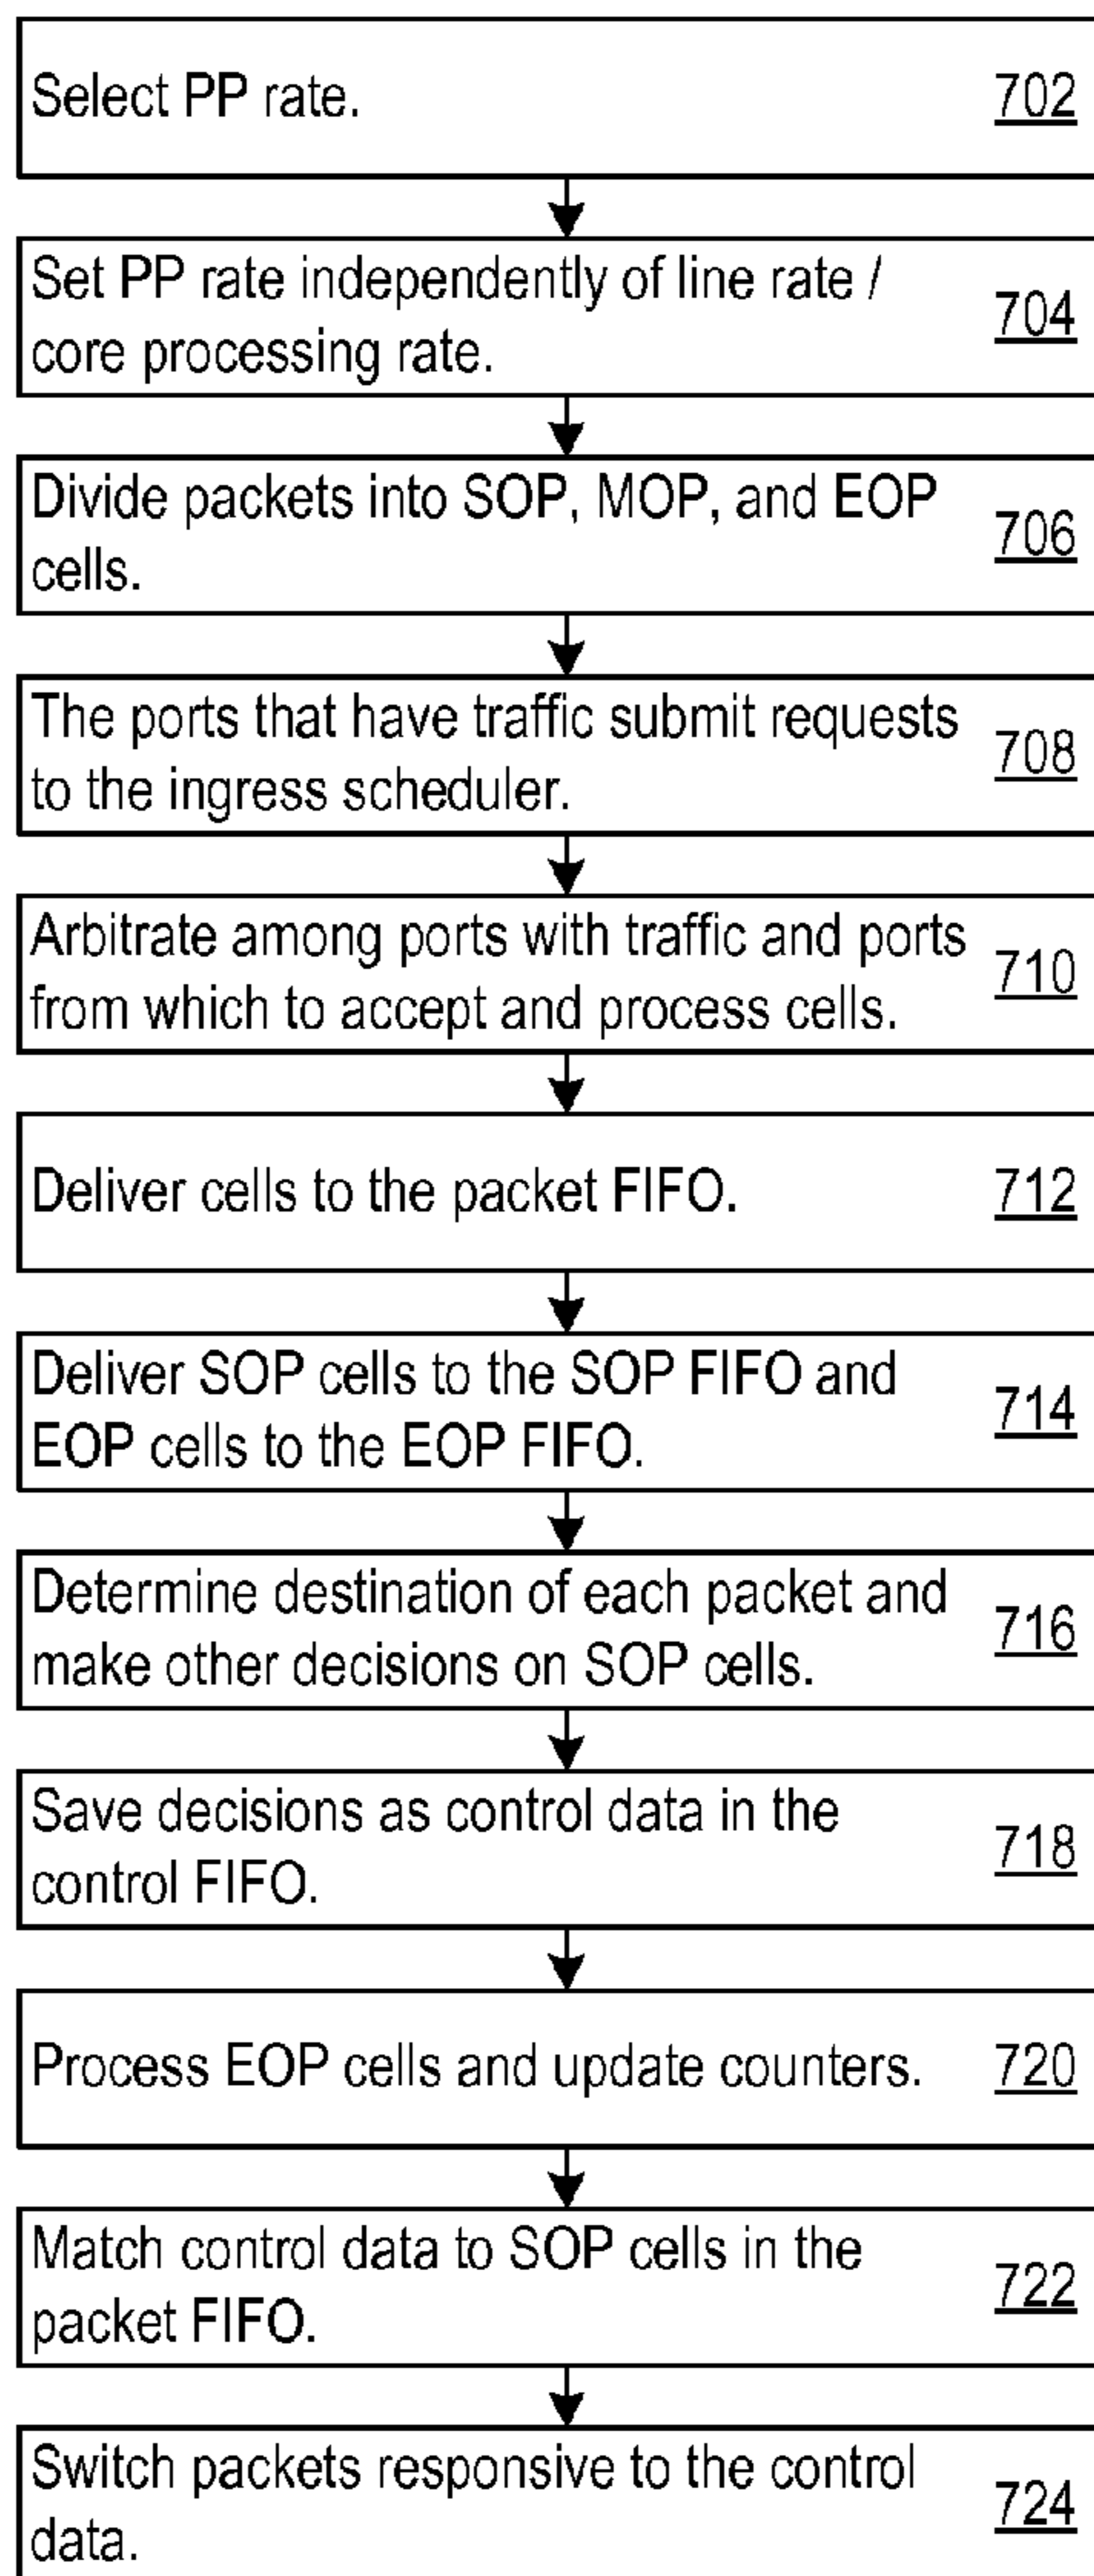 Select PP rate. 702
Set PP rate independently of line rate /
core processing rate. 704
Divide packets into SOP, MOP, and EOP
cells. 706
The ports that have traffic submit requests
to the ingress scheduler. 708
Arbitrate among ports with traffic and ports
from which to accept and process cells. 710
Deliver cells to the packet FIFO. 712
Deliver SOP cells to the SOP FIFO and
EOP cells to the EOP FIFO. 714
Determine destination of each packet and
make other decisions on SOP cells. 716
Save decisions as control data in the
control FIFO. 718
Process EOP cells and update counters. 720
Match control data to SOP cells in the
packet FIFO. 722
Switch packets responsive to the control
data. 724